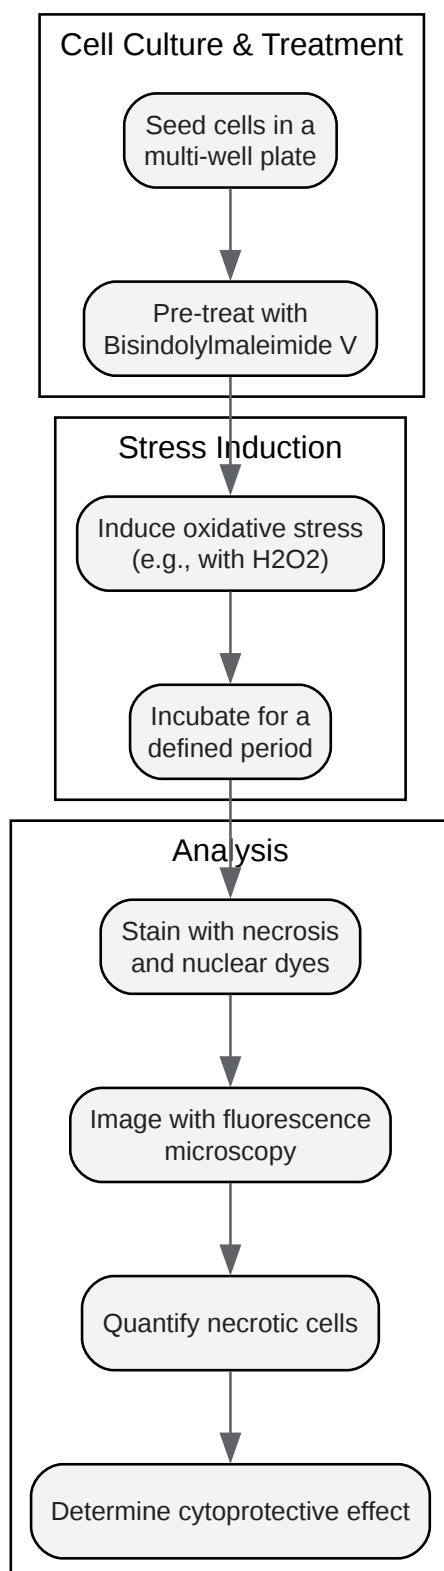 Cell Culture & Treatment
Seed cells in a
multi-well plate
Pre-treat with
Bisindolylmaleimide V
Stress Induction
Induce oxidative stress
(e.g., with H2O2)
Incubate for a
defined period
Analysis
Stain with necrosis
and nuclear dyes
Image with fluorescence
microscopy
Quantify necrotic cells
Determine cytoprotective effect